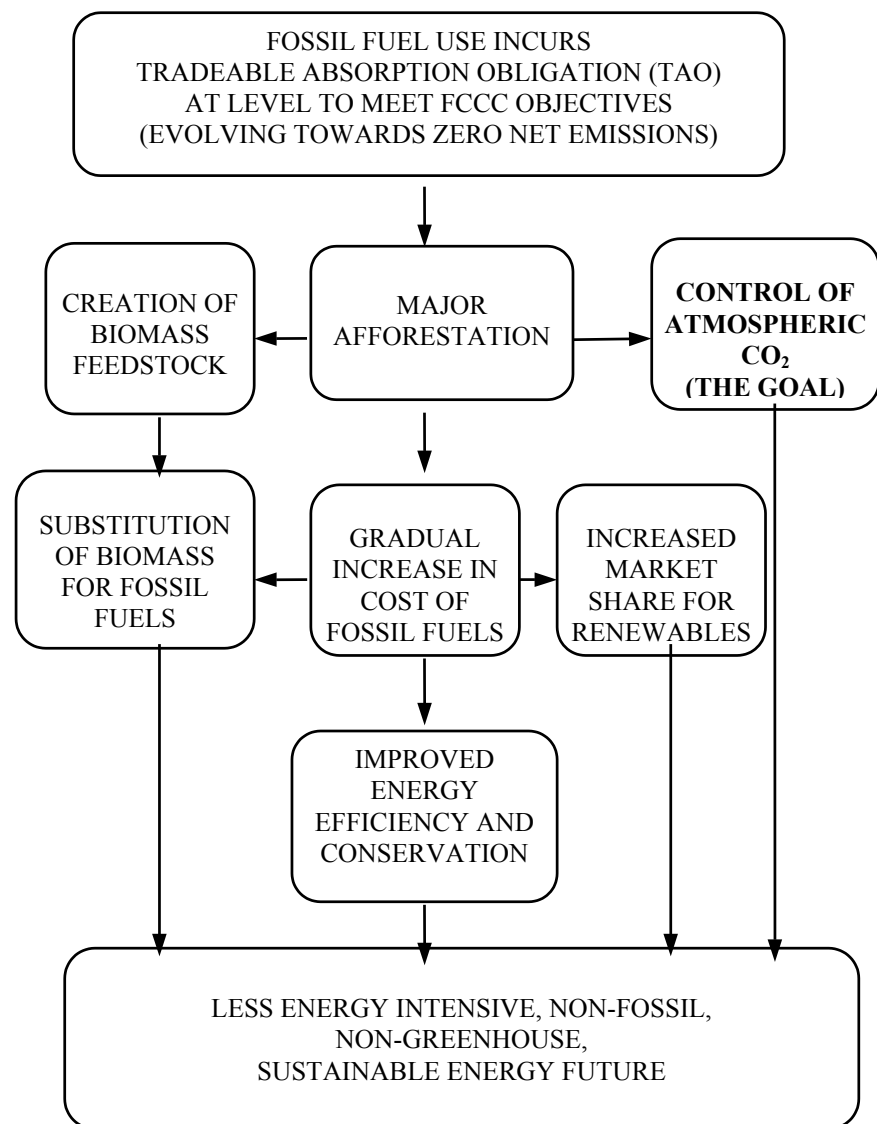 FOSSIL FUEL USE INCURS
TRADEABLE ABSORPTION OBLIGATION (TAO)
AT LEVEL TO MEET FCCC OBJECTIVES
(EVOLVING TOWARDS ZERO NET EMISSIONS)
CREATION OF
BIOMASS
FEEDSTOCK
MAJOR
AFFORESTATION
CONTROL OF
ATMOSPHERIC
CO₂
(THE GOAL)
SUBSTITUTION
OF BIOMASS
FOR FOSSIL
FUELS
GRADUAL
INCREASE IN
COST OF
FOSSIL FUELS
INCREASED
MARKET
SHARE FOR
RENEWABLES
IMPROVED
ENERGY
EFFICIENCY AND
CONSERVATION
LESS ENERGY INTENSIVE, NON-FOSSIL,
NON-GREENHOUSE,
SUSTAINABLE ENERGY FUTURE